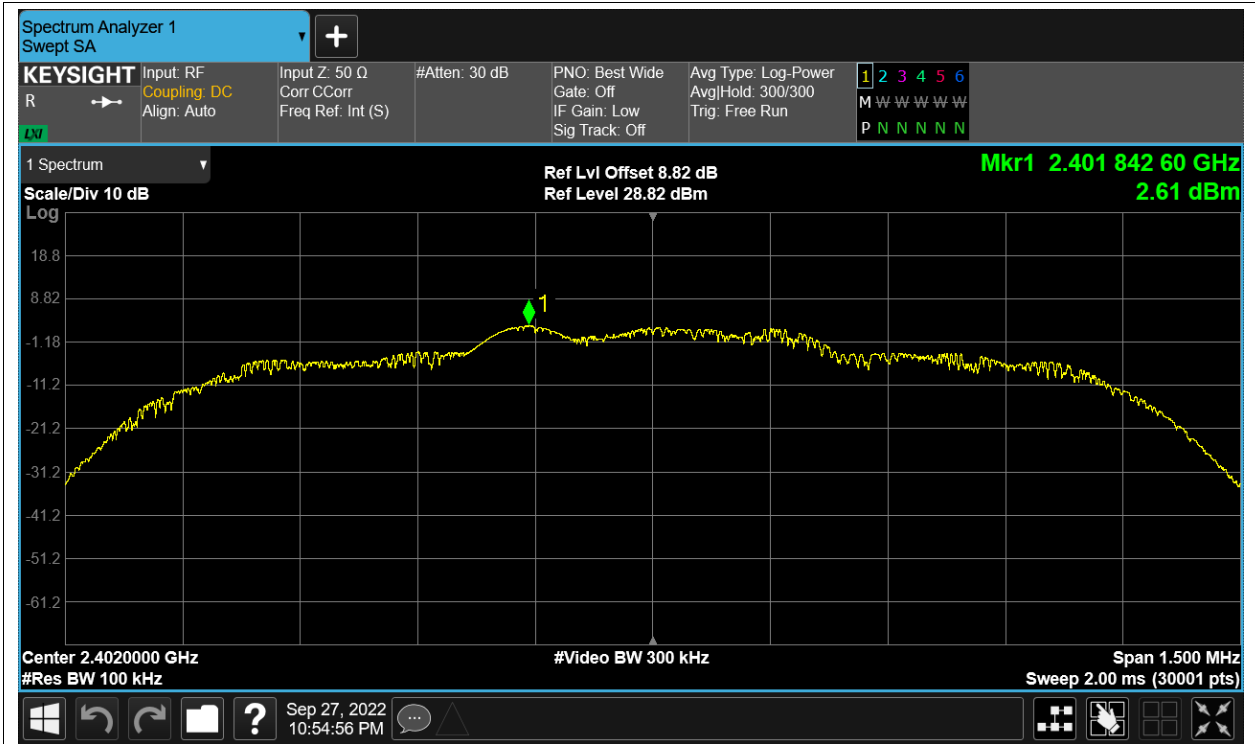 Spectrum Analyzer 1
Swept SA
+
KEYSIGHT
R
LXI
Input: RF
Coupling: DC
Align: Auto
Input Z: 50 Ω
Corr CCorr
Freq Ref: Int (S)
#Atten: 30 dB
PNO: Best Wide
Gate: Off
IF Gain: Low
Sig Track: Off
Avg Type: Log-Power
Avg|Hold: 300/300
Trig: Free Run
1 2 3 4 5 6
M W W W W W W
P N N N N N N
1 Spectrum
Scale/Div 10 dB
Ref Lvl Offset 8.82 dB
Ref Level 28.82 dBm
Mkr1 2.401 842 60 GHz
2.61 dBm
Log
18.8
8.82
1
-1.18
-11.2
-21.2
-31.2
-41.2
-51.2
-61.2
Center 2.4020000 GHz
#Video BW 300 kHz
Span 1.500 MHz
#Res BW 100 kHz
Sweep 2.00 ms (30001 pts)
?
Sep 27, 2022
10:54:56 PM